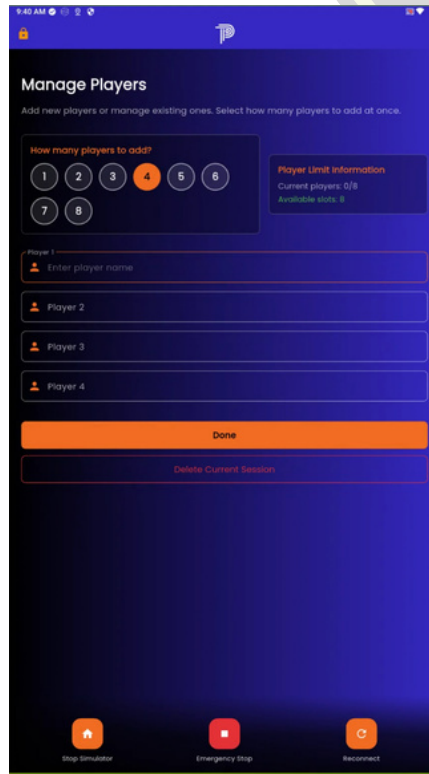 9:40 AM
Manage Players
Add new players or manage existing ones. Select how many players to add at once.
How many players to add?
1 2 3 4 5 6
7 8
Player Limit Information
Current players: 0/8
Available slots: 8
Player 1
Enter player name
Player 2
Player 3
Player 4
Done
Delete Current Session
Stop Simulator Emergency Stop Reconnect